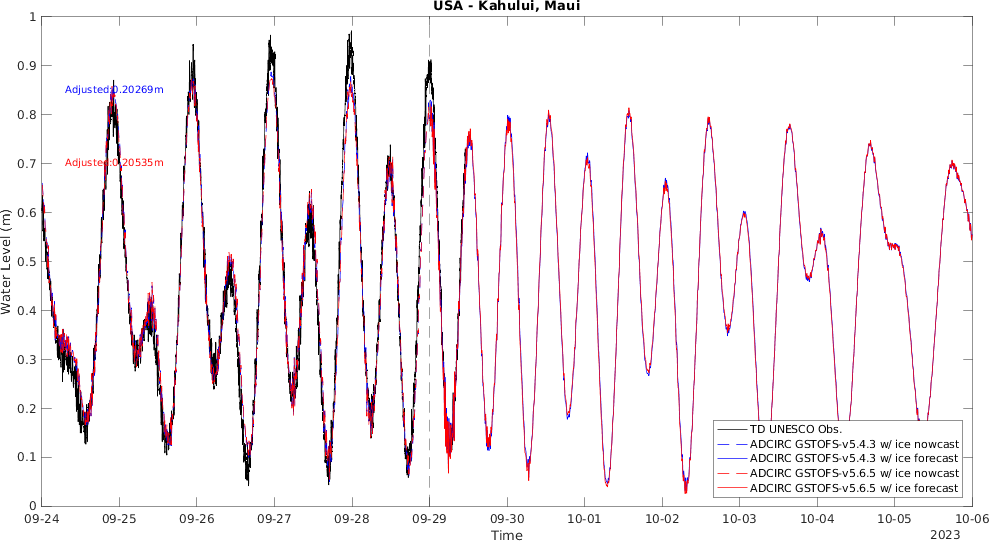 USA - Kahului, Maui
Water Level (m)
1
0.9
0.8
0.7
0.6
0.5
0.4
0.3
0.2
0.1
0
Adjusted:0.20269m
Adjusted:0.20535m
TD UNESCO Obs.
ADCIRC GSTOFS-v5.4.3 w/ ice nowcast
ADCIRC GSTOFS-v5.4.3 w/ ice forecast
ADCIRC GSTOFS-v5.6.5 w/ ice nowcast
ADCIRC GSTOFS-v5.6.5 w/ ice forecast
09-24 09-25 09-26 09-27 09-28 09-29 09-30 10-01 10-02 10-03 10-04 10-05 10-06
Time
2023